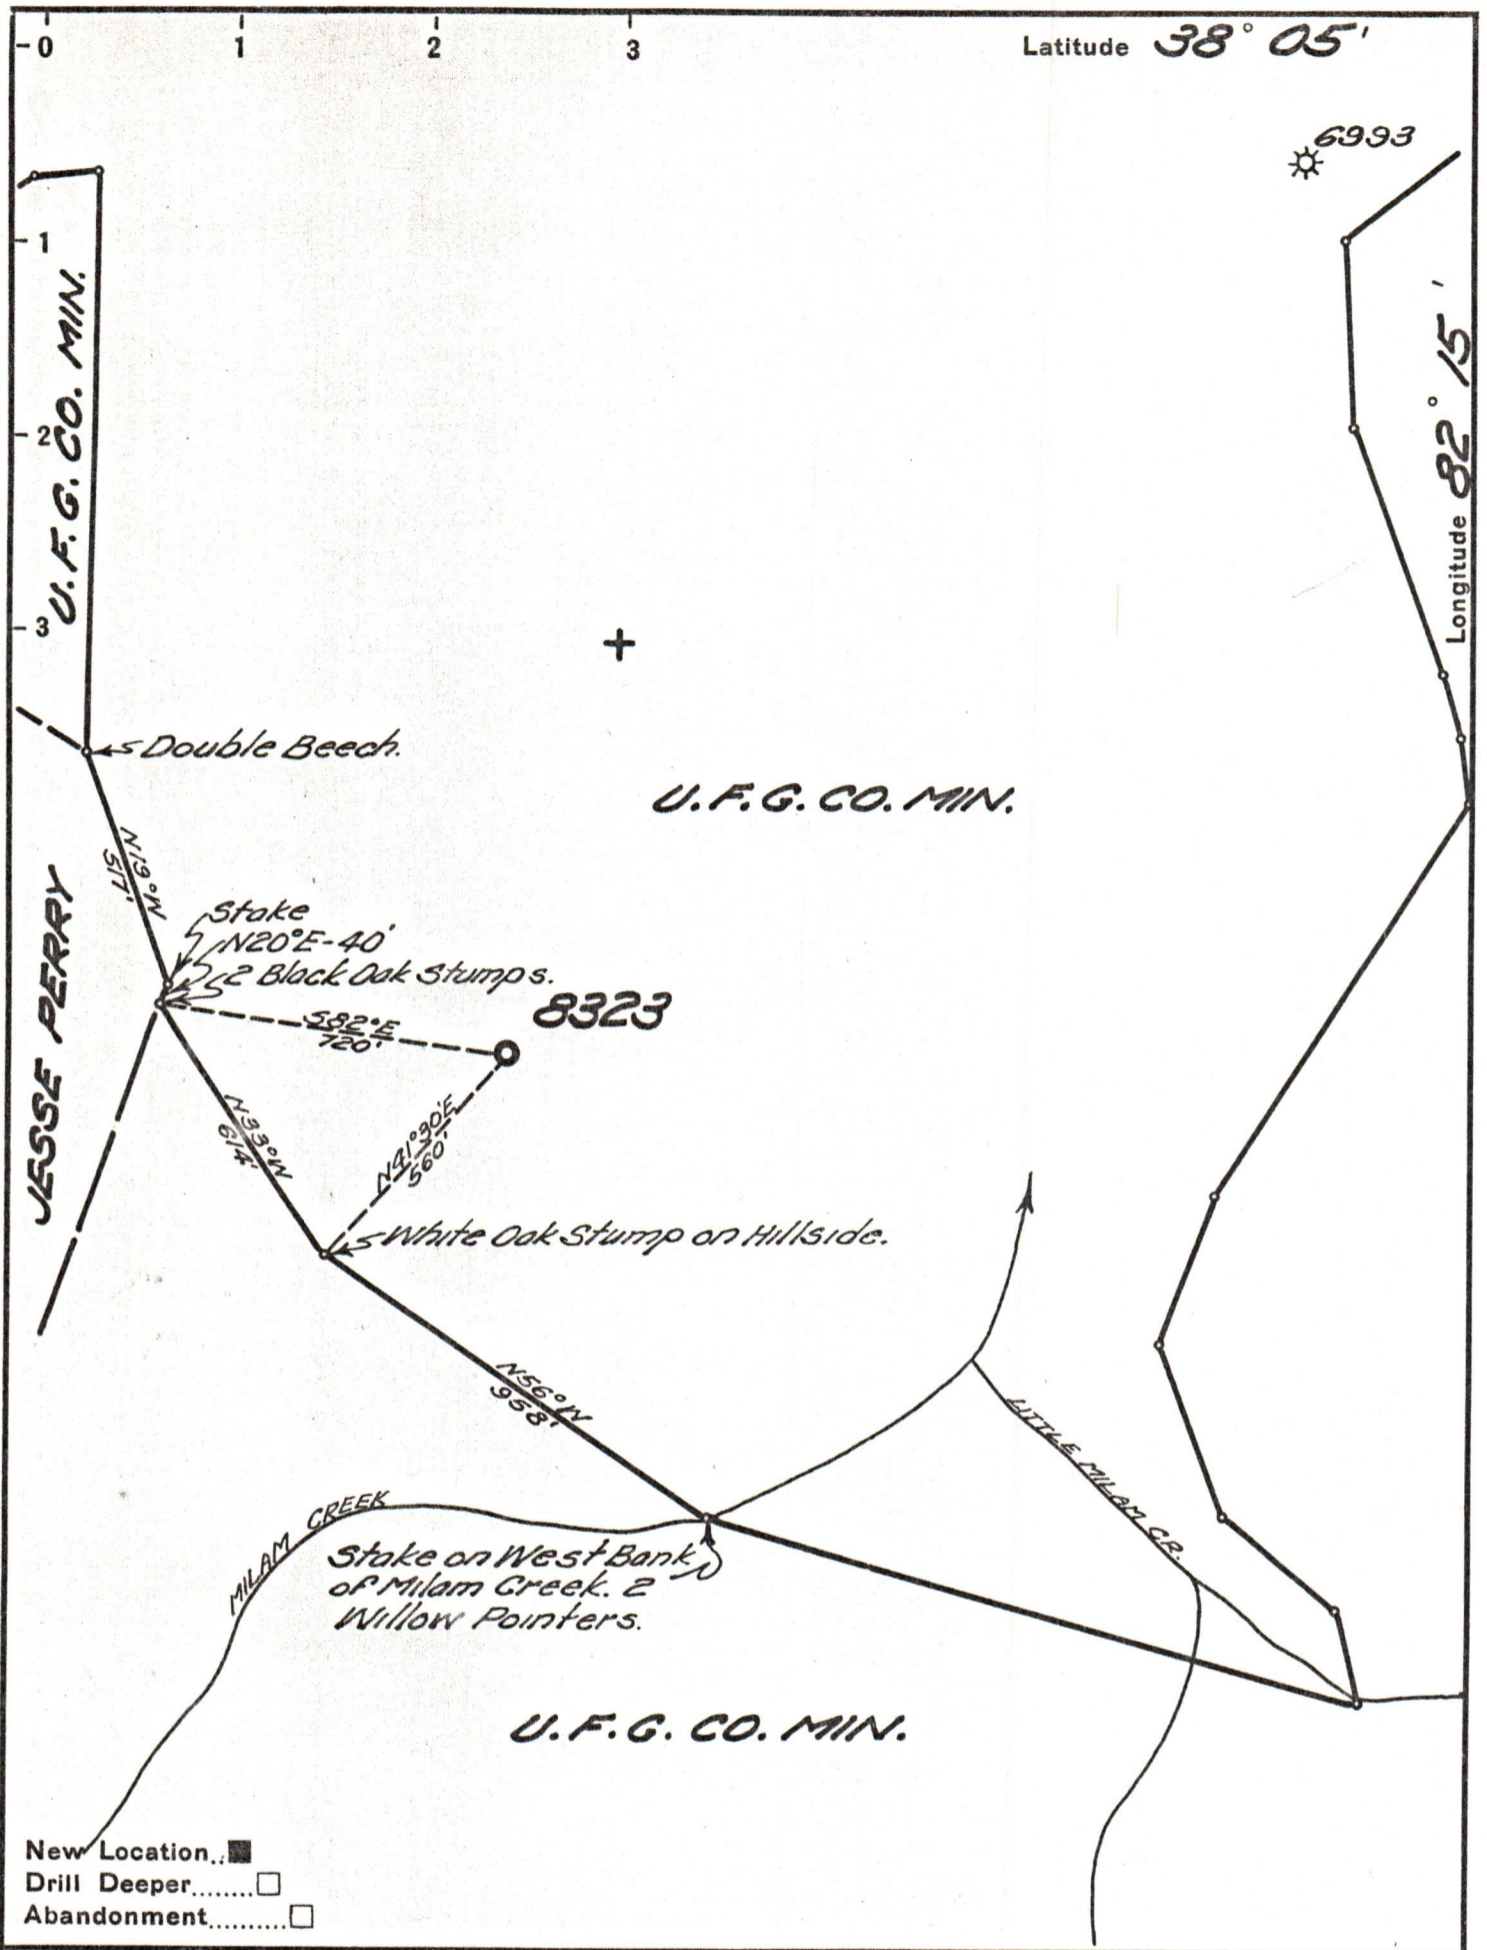 0 1 2 3 Latitude 38° 05'
6993
1
U.F.G. CO. MIN.
Longitude 82° 15'
2
3
Double Beech.
U.F.G. CO. MIN.
N19°W
517'
JESSE PERRY
Stake
N20°E-40'
2 Black Oak Stumps.
8323
S82°E
720'
N33°W
614'
N41°30'E
560'
White Oak Stump on Hillside.
N56°W
958'
LITTLE MILAM CR.
MILAM CREEK
Stake on West Bank
of Milam Creek. 2
Willow Pointers.
U.F.G. CO. MIN.
New Location..
Drill Deeper........
Abandonment..........